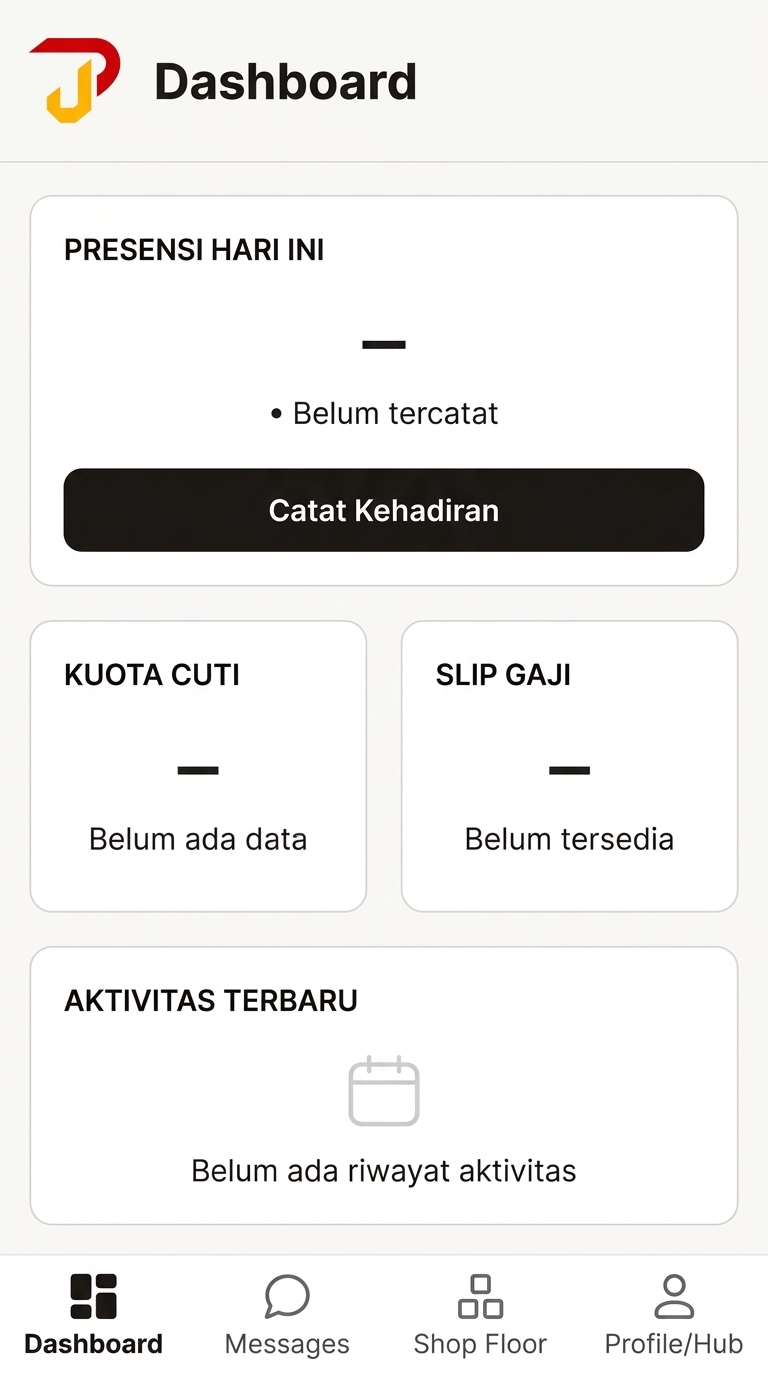 Dashboard
PRESENSI HARI INI
–
• Belum tercatat
Catat Kehadiran
KUOTA CUTI
–
Belum ada data
SLIP GAJI
–
Belum tersedia
AKTIVITAS TERBARU
Belum ada riwayat aktivitas
Dashboard
Messages
Shop Floor
Profile/Hub